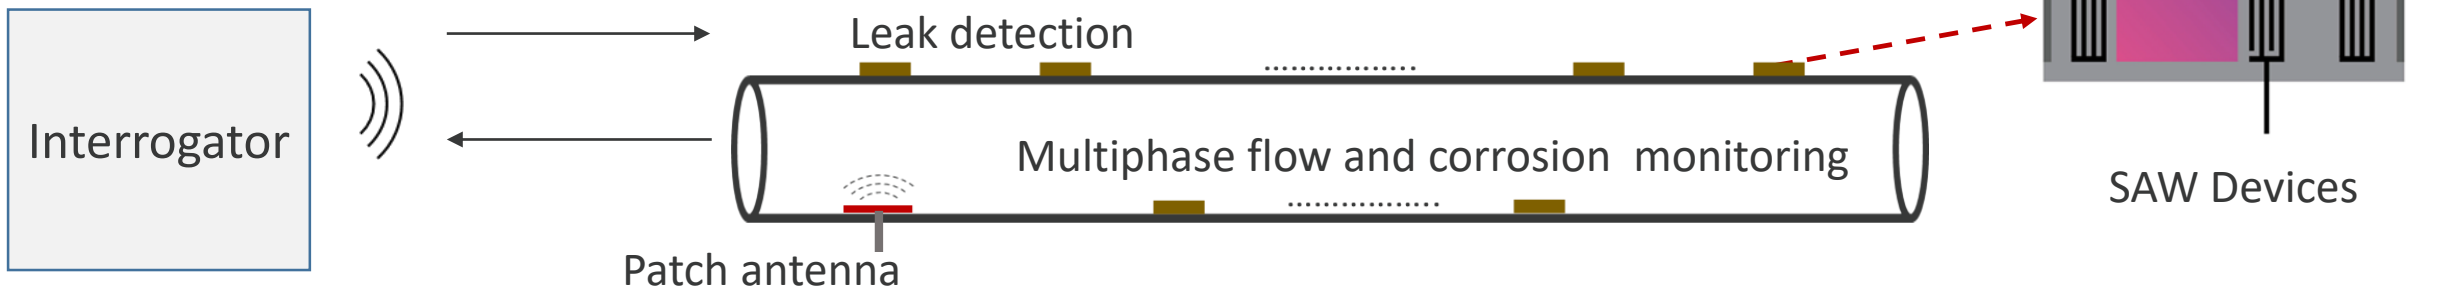 Leak detection
Interrogator
Multiphase flow and corrosion monitoring
SAW Devices
Patch antenna